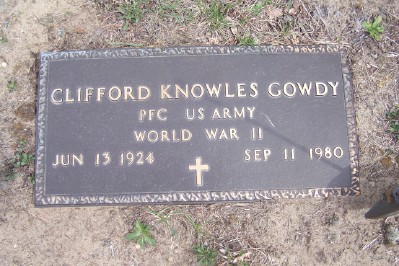 CLIFFORD KNOWLES GOWDY
PFC US ARMY
WORLD WAR II
JUN 13 1924 SEP 11 1980